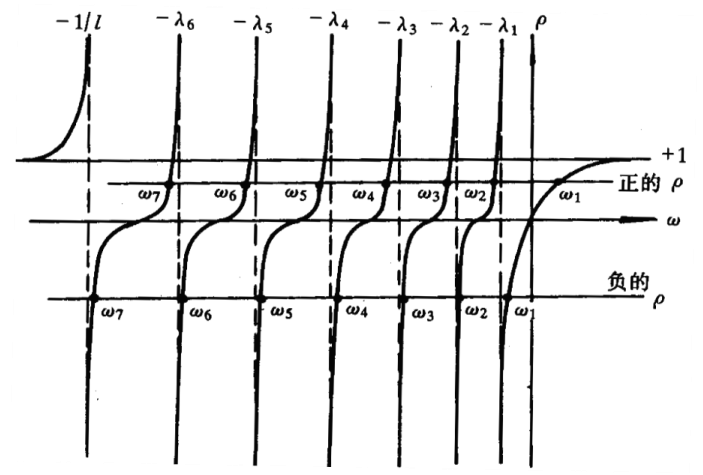 -1/l -λ₆ -λ₅ -λ₄ -λ₃ -λ₂ -λ₁ ρ
+1
ω₇ ω₆ ω₅ ω₄ ω₃ ω₂ ω₁ 正的 ρ
ω
负的
ρ
ω₇ ω₆ ω₅ ω₄ ω₃ ω₂ ω₁